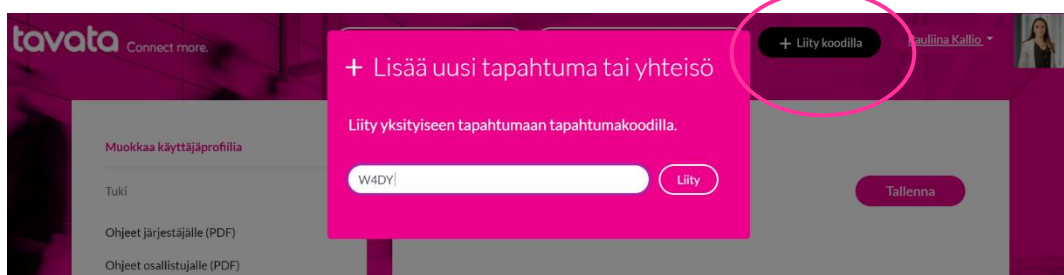 tavata Connect more.
+ Liity koodilla
Pauliina Kallio
+ Lisää uusi tapahtuma tai yhteisö
Liity yksityiseen tapahtumaan tapahtumakoodilla.
W4DY
Liity
Muokkaa käyttäjäprofiilia
Tuki
Tallenna
Ohjeet järjestäjälle (PDF)
Ohjeet osallistujalle (PDF)